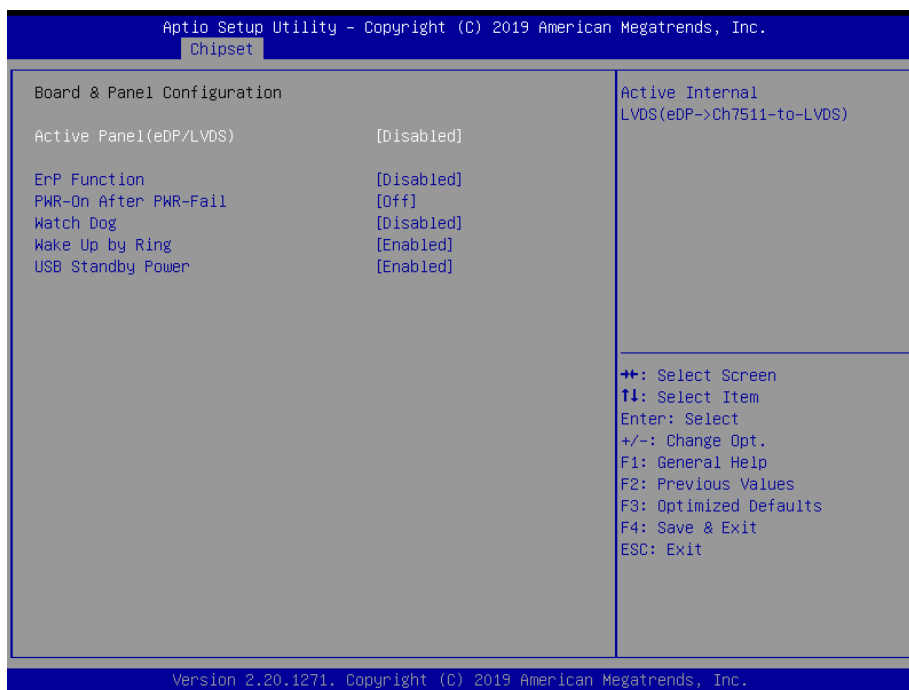 Aptio Setup Utility – Copyright (C) 2019 American Megatrends, Inc.
Chipset
Board & Panel Configuration
Active Panel(eDP/LVDS) [Disabled]
ErP Function [Disabled]
PWR-On After PWR-Fail [Off]
Watch Dog [Disabled]
Wake Up by Ring [Enabled]
USB Standby Power [Enabled]
Active Internal
LVDS(eDP->Ch7511-to-LVDS)
→←: Select Screen
↑↓: Select Item
Enter: Select
+/-: Change Opt.
F1: General Help
F2: Previous Values
F3: Optimized Defaults
F4: Save & Exit
ESC: Exit
Version 2.20.1271. Copyright (C) 2019 American Megatrends, Inc.